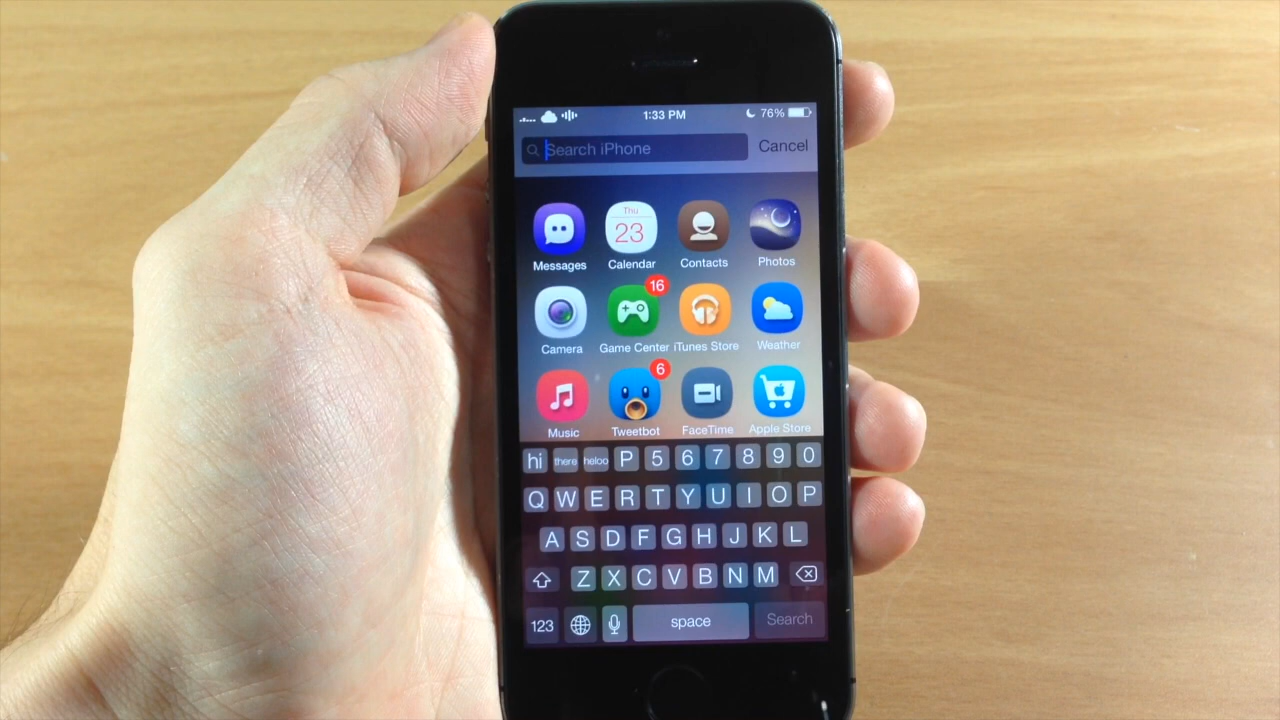 1:33 PM 76%
Search iPhone Cancel
Thu
23
Messages Calendar Contacts Photos
16
Camera Game Center iTunes Store Weather
6
Music Tweetbot FaceTime Apple Store
hi there heloo P 5 6 7 8 9 0
Q W E R T Y U I O P
A S D F G H J K L
Z X C V B N M
123 space Search